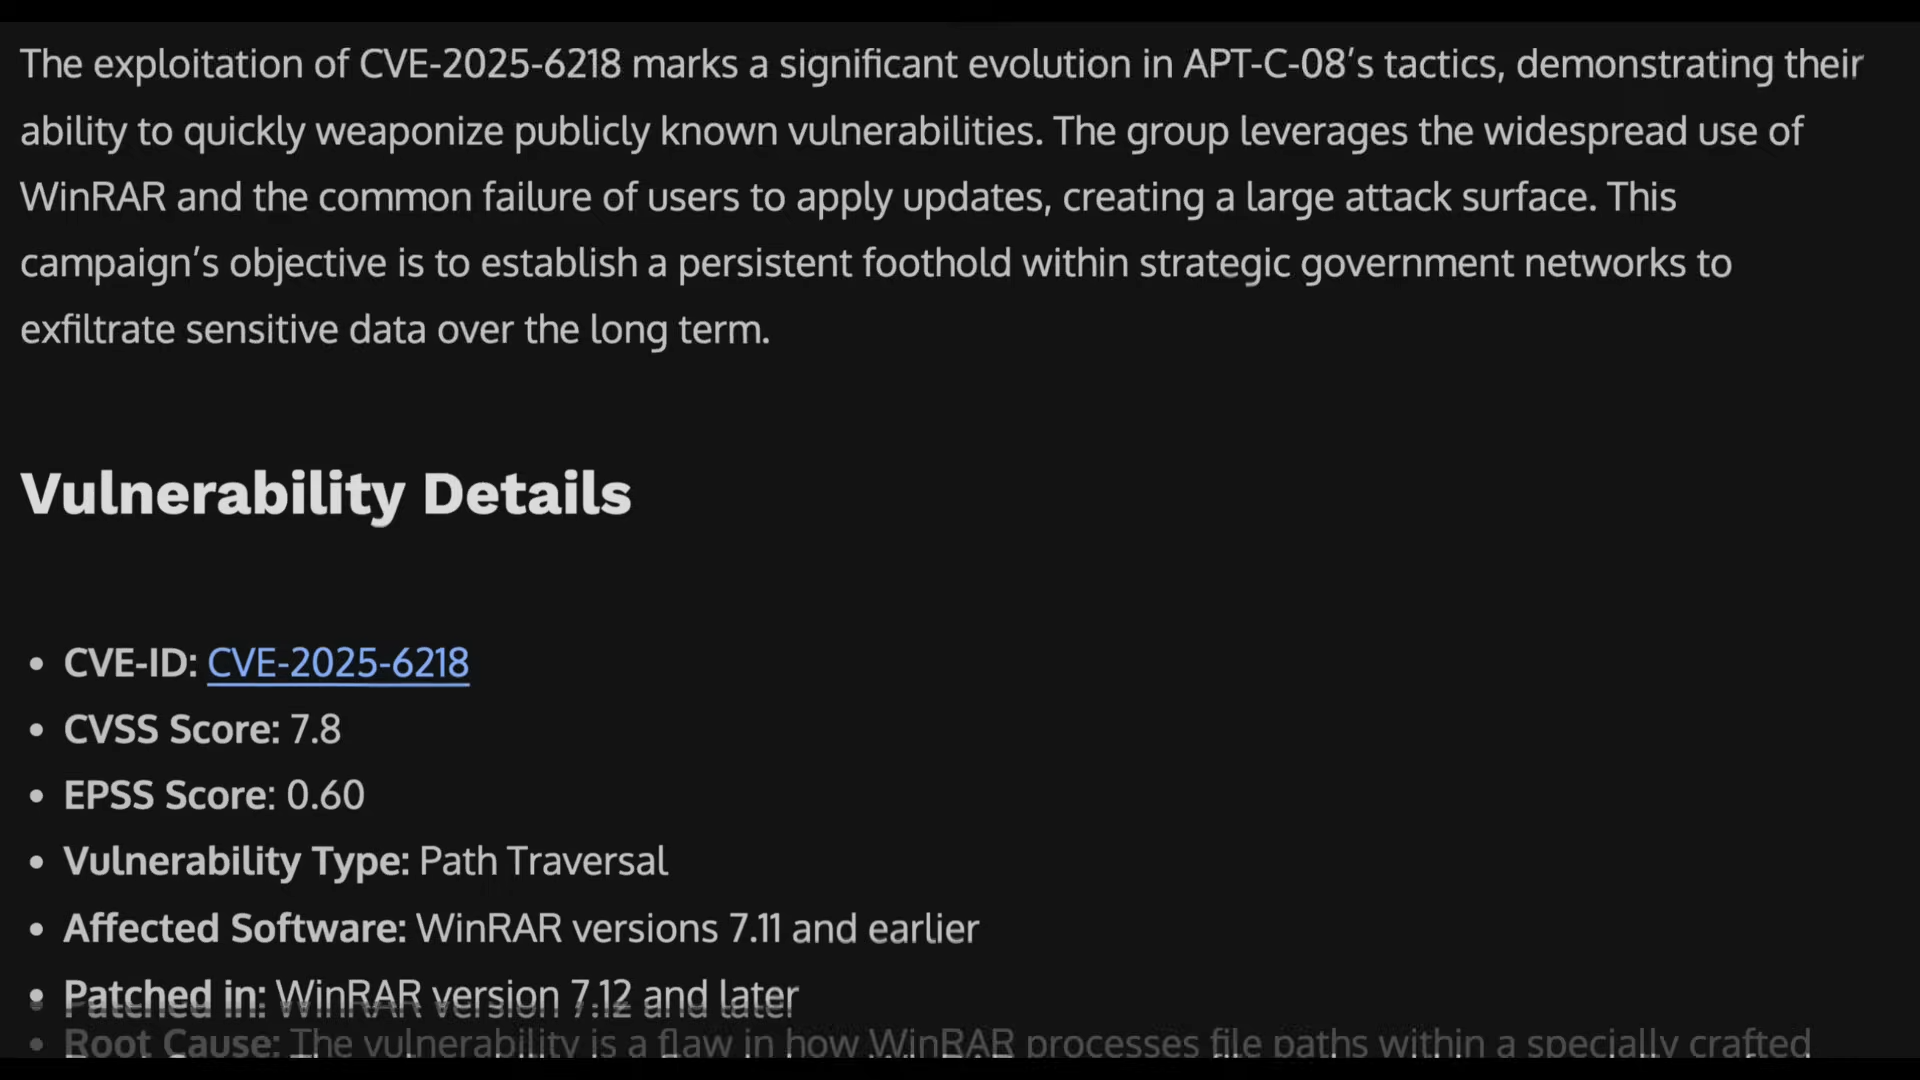 The exploitation of CVE-2025-6218 marks a significant evolution in APT-C-08’s tactics, demonstrating their
ability to quickly weaponize publicly known vulnerabilities. The group leverages the widespread use of
WinRAR and the common failure of users to apply updates, creating a large attack surface. This
campaign’s objective is to establish a persistent foothold within strategic government networks to
exfiltrate sensitive data over the long term.
Vulnerability Details
• CVE-ID: CVE-2025-6218
• CVSS Score: 7.8
• EPSS Score: 0.60
• Vulnerability Type: Path Traversal
• Affected Software: WinRAR versions 7.11 and earlier
• Patched in: WinRAR version 7.12 and later
• Root Cause: The vulnerability is a flaw in how WinRAR processes file paths within a specially crafted